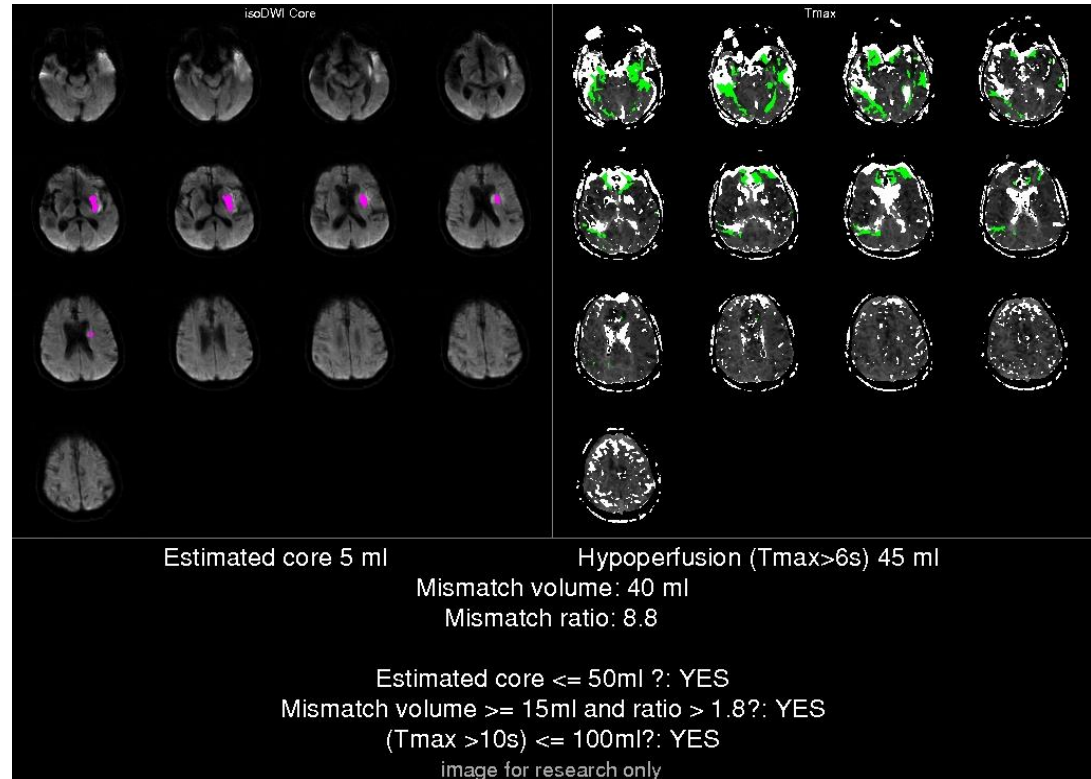 isoDWI Core
Tmax
Estimated core 5 ml
Hypoperfusion (Tmax>6s) 45 ml
Mismatch volume: 40 ml
Mismatch ratio: 8.8
Estimated core <= 50ml ?: YES
Mismatch volume >= 15ml and ratio > 1.8?: YES
(Tmax >10s) <= 100ml?: YES
image for research only